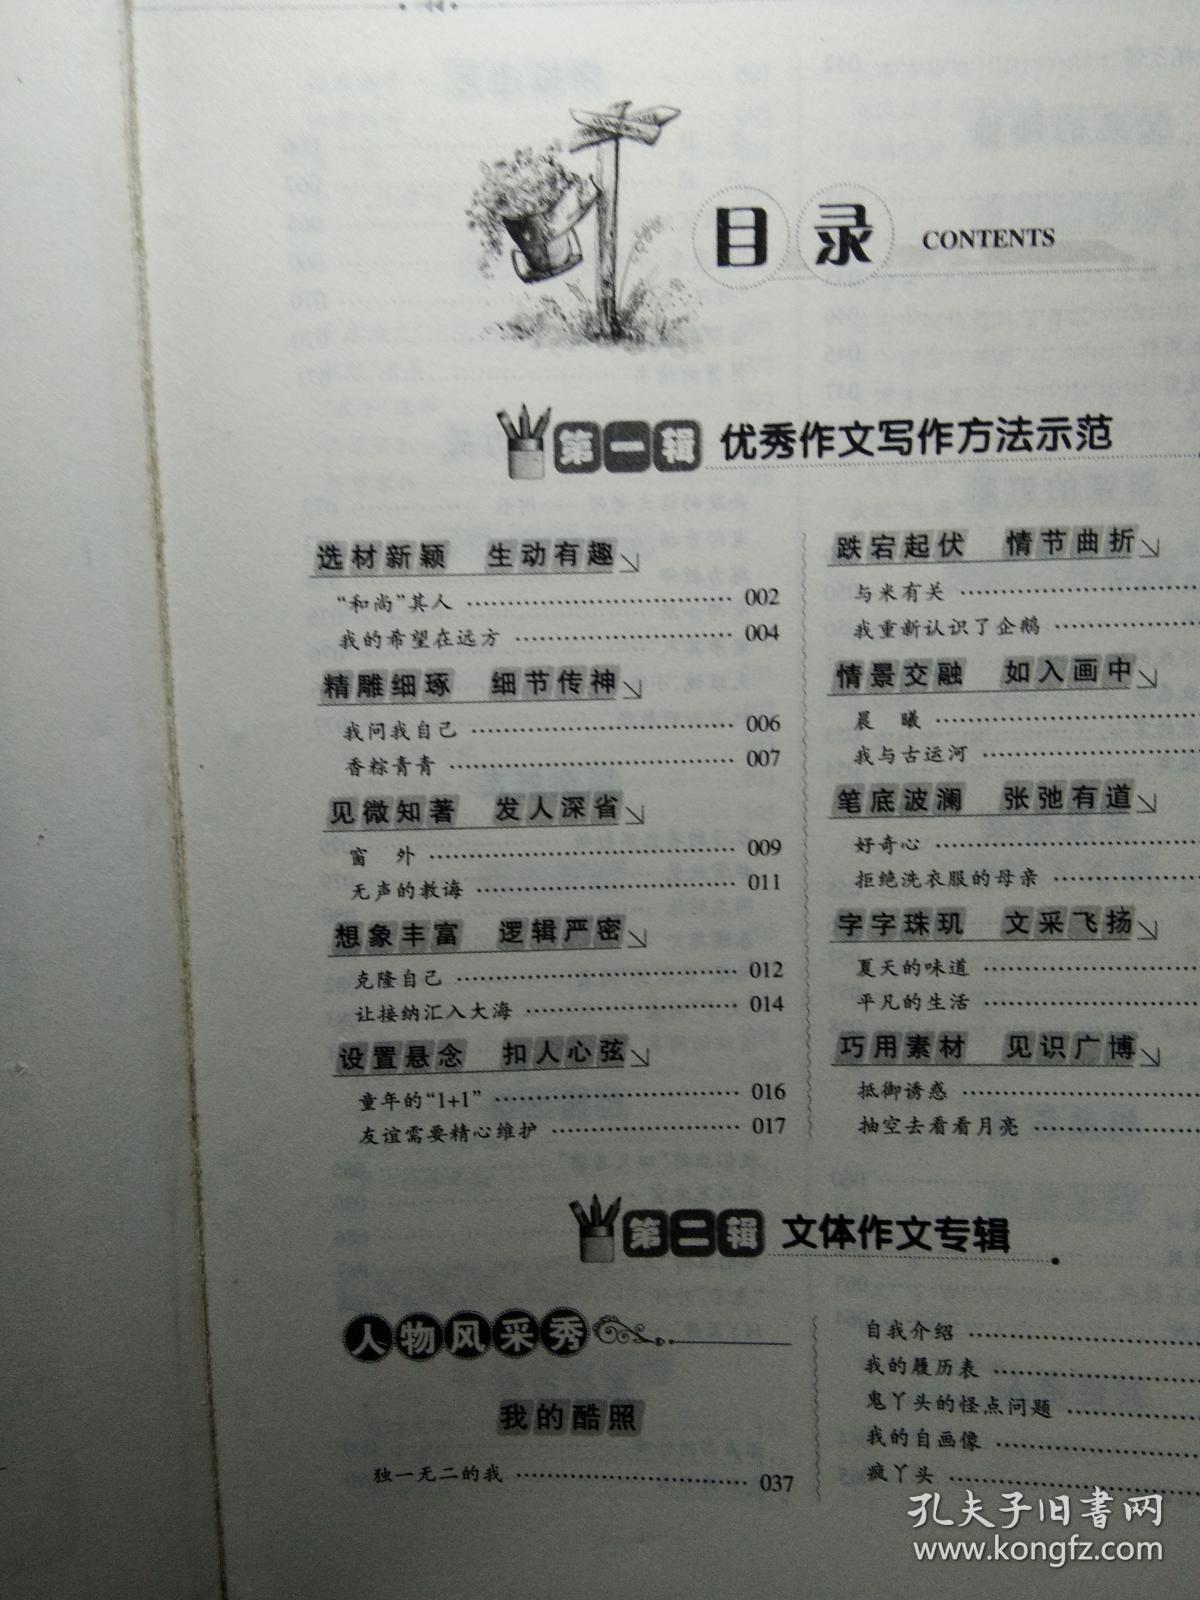 目录 CONTENTS
第一辑 优秀作文写作方法示范
选材新颖 生动有趣
“和尚”其人 002
我的希望在远方 004
精雕细琢 细节传神
我问我自己 006
香粽青青 007
见微知著 发人深省
窗 外 009
无声的教诲 011
想象丰富 逻辑严密
克隆自己 012
让接纳汇入大海 014
设置悬念 扣人心弦
童年的“1+1” 016
友谊需要精心维护 017
跌宕起伏 情节曲折
与米有关
我重新认识了企鹅
情景交融 如入画中
晨 曦
我与古运河
笔底波澜 张弛有道
好奇心
拒绝洗衣服的母亲
字字珠玑 文采飞扬
夏天的味道
平凡的生活
巧用素材 见识广博
抵御诱惑
抽空去看看月亮
第二辑 文体作文专辑
人物风采秀
我的酷照
独一无二的我 037
自我介绍
我的履历表
鬼丫头的怪点问题
我的自画像
疯丫头
孔夫子旧书网
www.kongfz.com